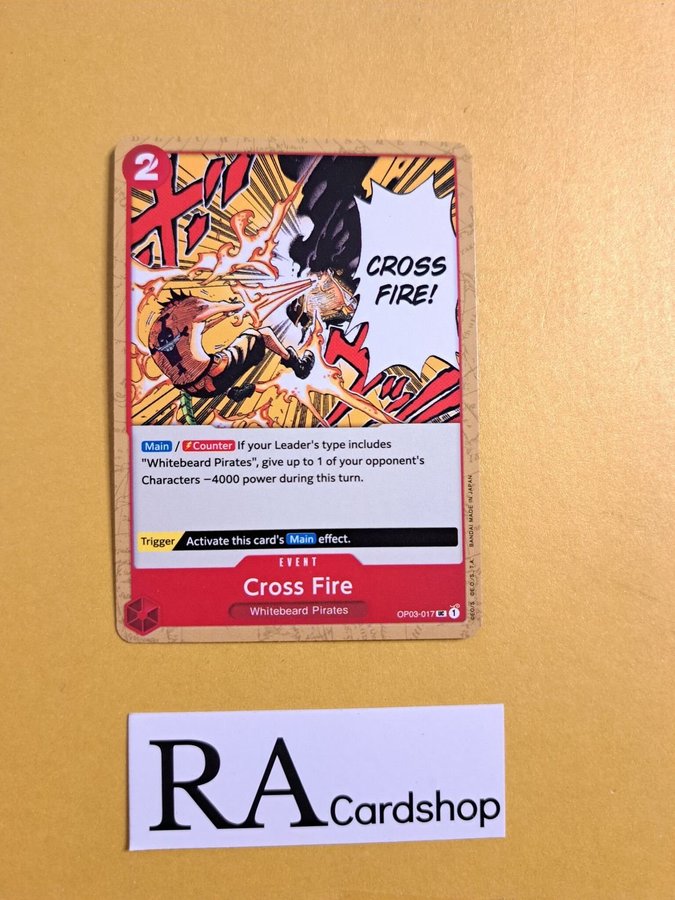 2
CROSS
FIRE!
Main / Counter If your Leader's type includes
"Whitebeard Pirates", give up to 1 of your opponent's
Characters −4000 power during this turn.
Trigger Activate this card's Main effect.
EVENT
Cross Fire
Whitebeard Pirates
OP03-017 UC 1
©E.O./S. ©E.O./S., T.A. BANDAI MADE IN JAPAN
RA Cardshop